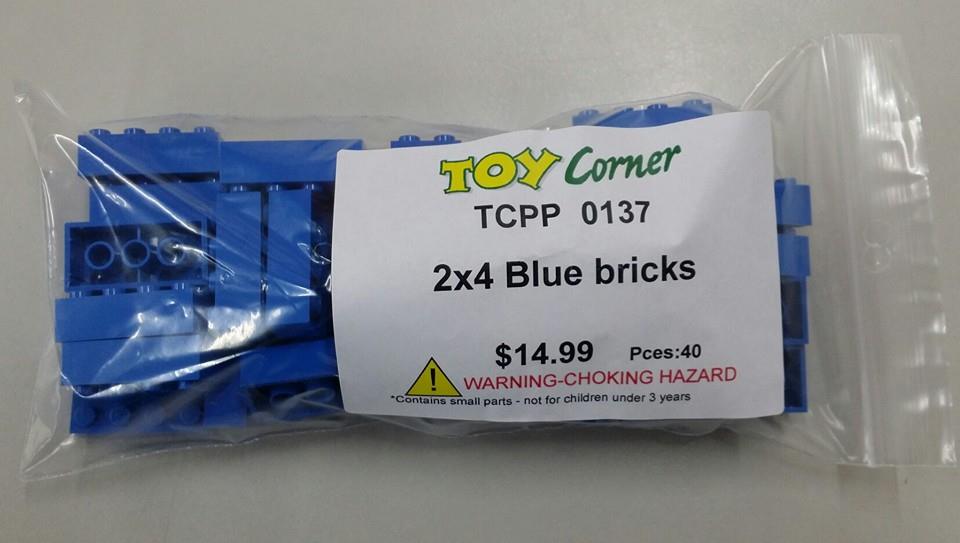 TOY Corner
TCPP 0137
2x4 Blue bricks
$14.99 Pces:40
! WARNING-CHOKING HAZARD
*Contains small parts - not for children under 3 years